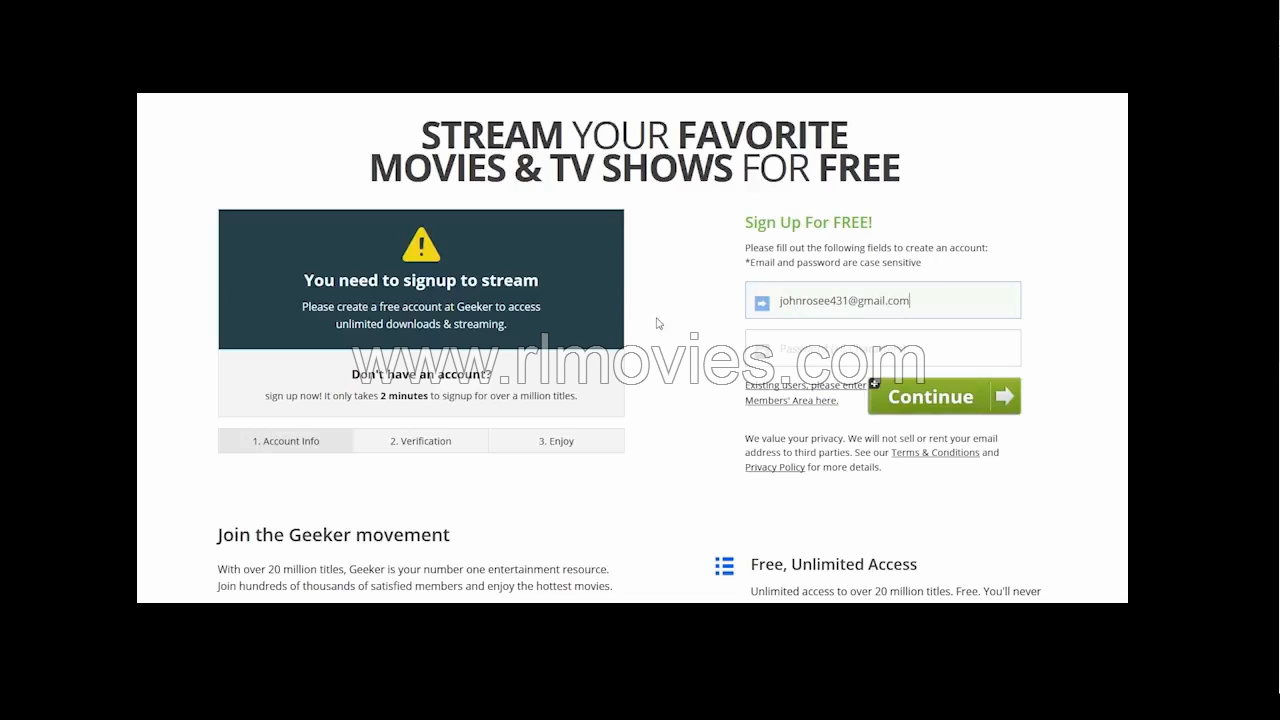 STREAM YOUR FAVORITE
MOVIES & TV SHOWS FOR FREE
You need to signup to stream
Please create a free account at Geeker to access
unlimited downloads & streaming.
Don't have an account?
sign up now! It only takes 2 minutes to signup for over a million titles.
1. Account Info
2. Verification
3. Enjoy
Sign Up For FREE!
Please fill out the following fields to create an account:
*Email and password are case sensitive
johnrosee431@gmail.com
www.rlmovies.com
Existing users, please enter
Members' Area here.
Continue
We value your privacy. We will not sell or rent your email
address to third parties. See our Terms & Conditions and
Privacy Policy for more details.
Join the Geeker movement
With over 20 million titles, Geeker is your number one entertainment resource.
Join hundreds of thousands of satisfied members and enjoy the hottest movies.
Free, Unlimited Access
Unlimited access to over 20 million titles. Free. You'll never